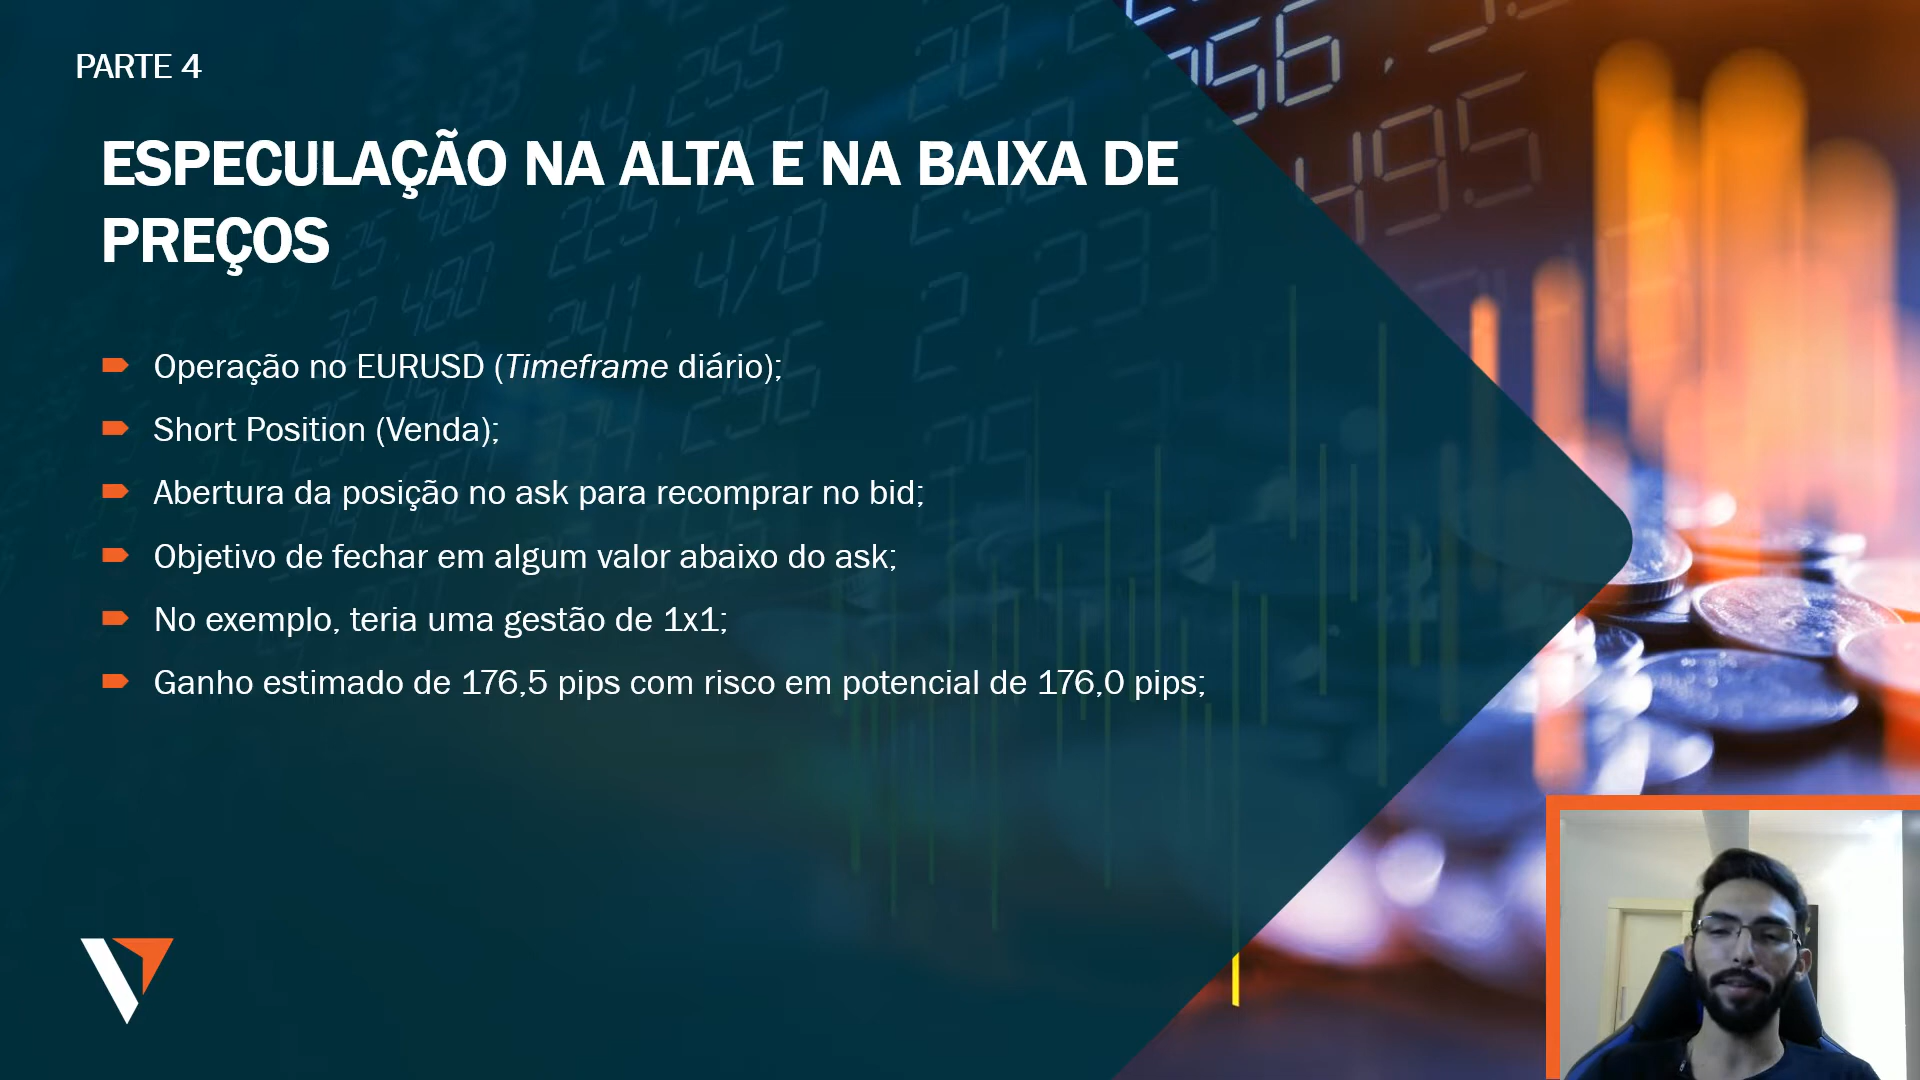 PARTE 4
ESPECULAÇÃO NA ALTA E NA BAIXA DE
PREÇOS
Operação no EURUSD (Timeframe diário);
Short Position (Venda);
Abertura da posição no ask para recomprar no bid;
Objetivo de fechar em algum valor abaixo do ask;
No exemplo, teria uma gestão de 1x1;
Ganho estimado de 176,5 pips com risco em potencial de 176,0 pips;